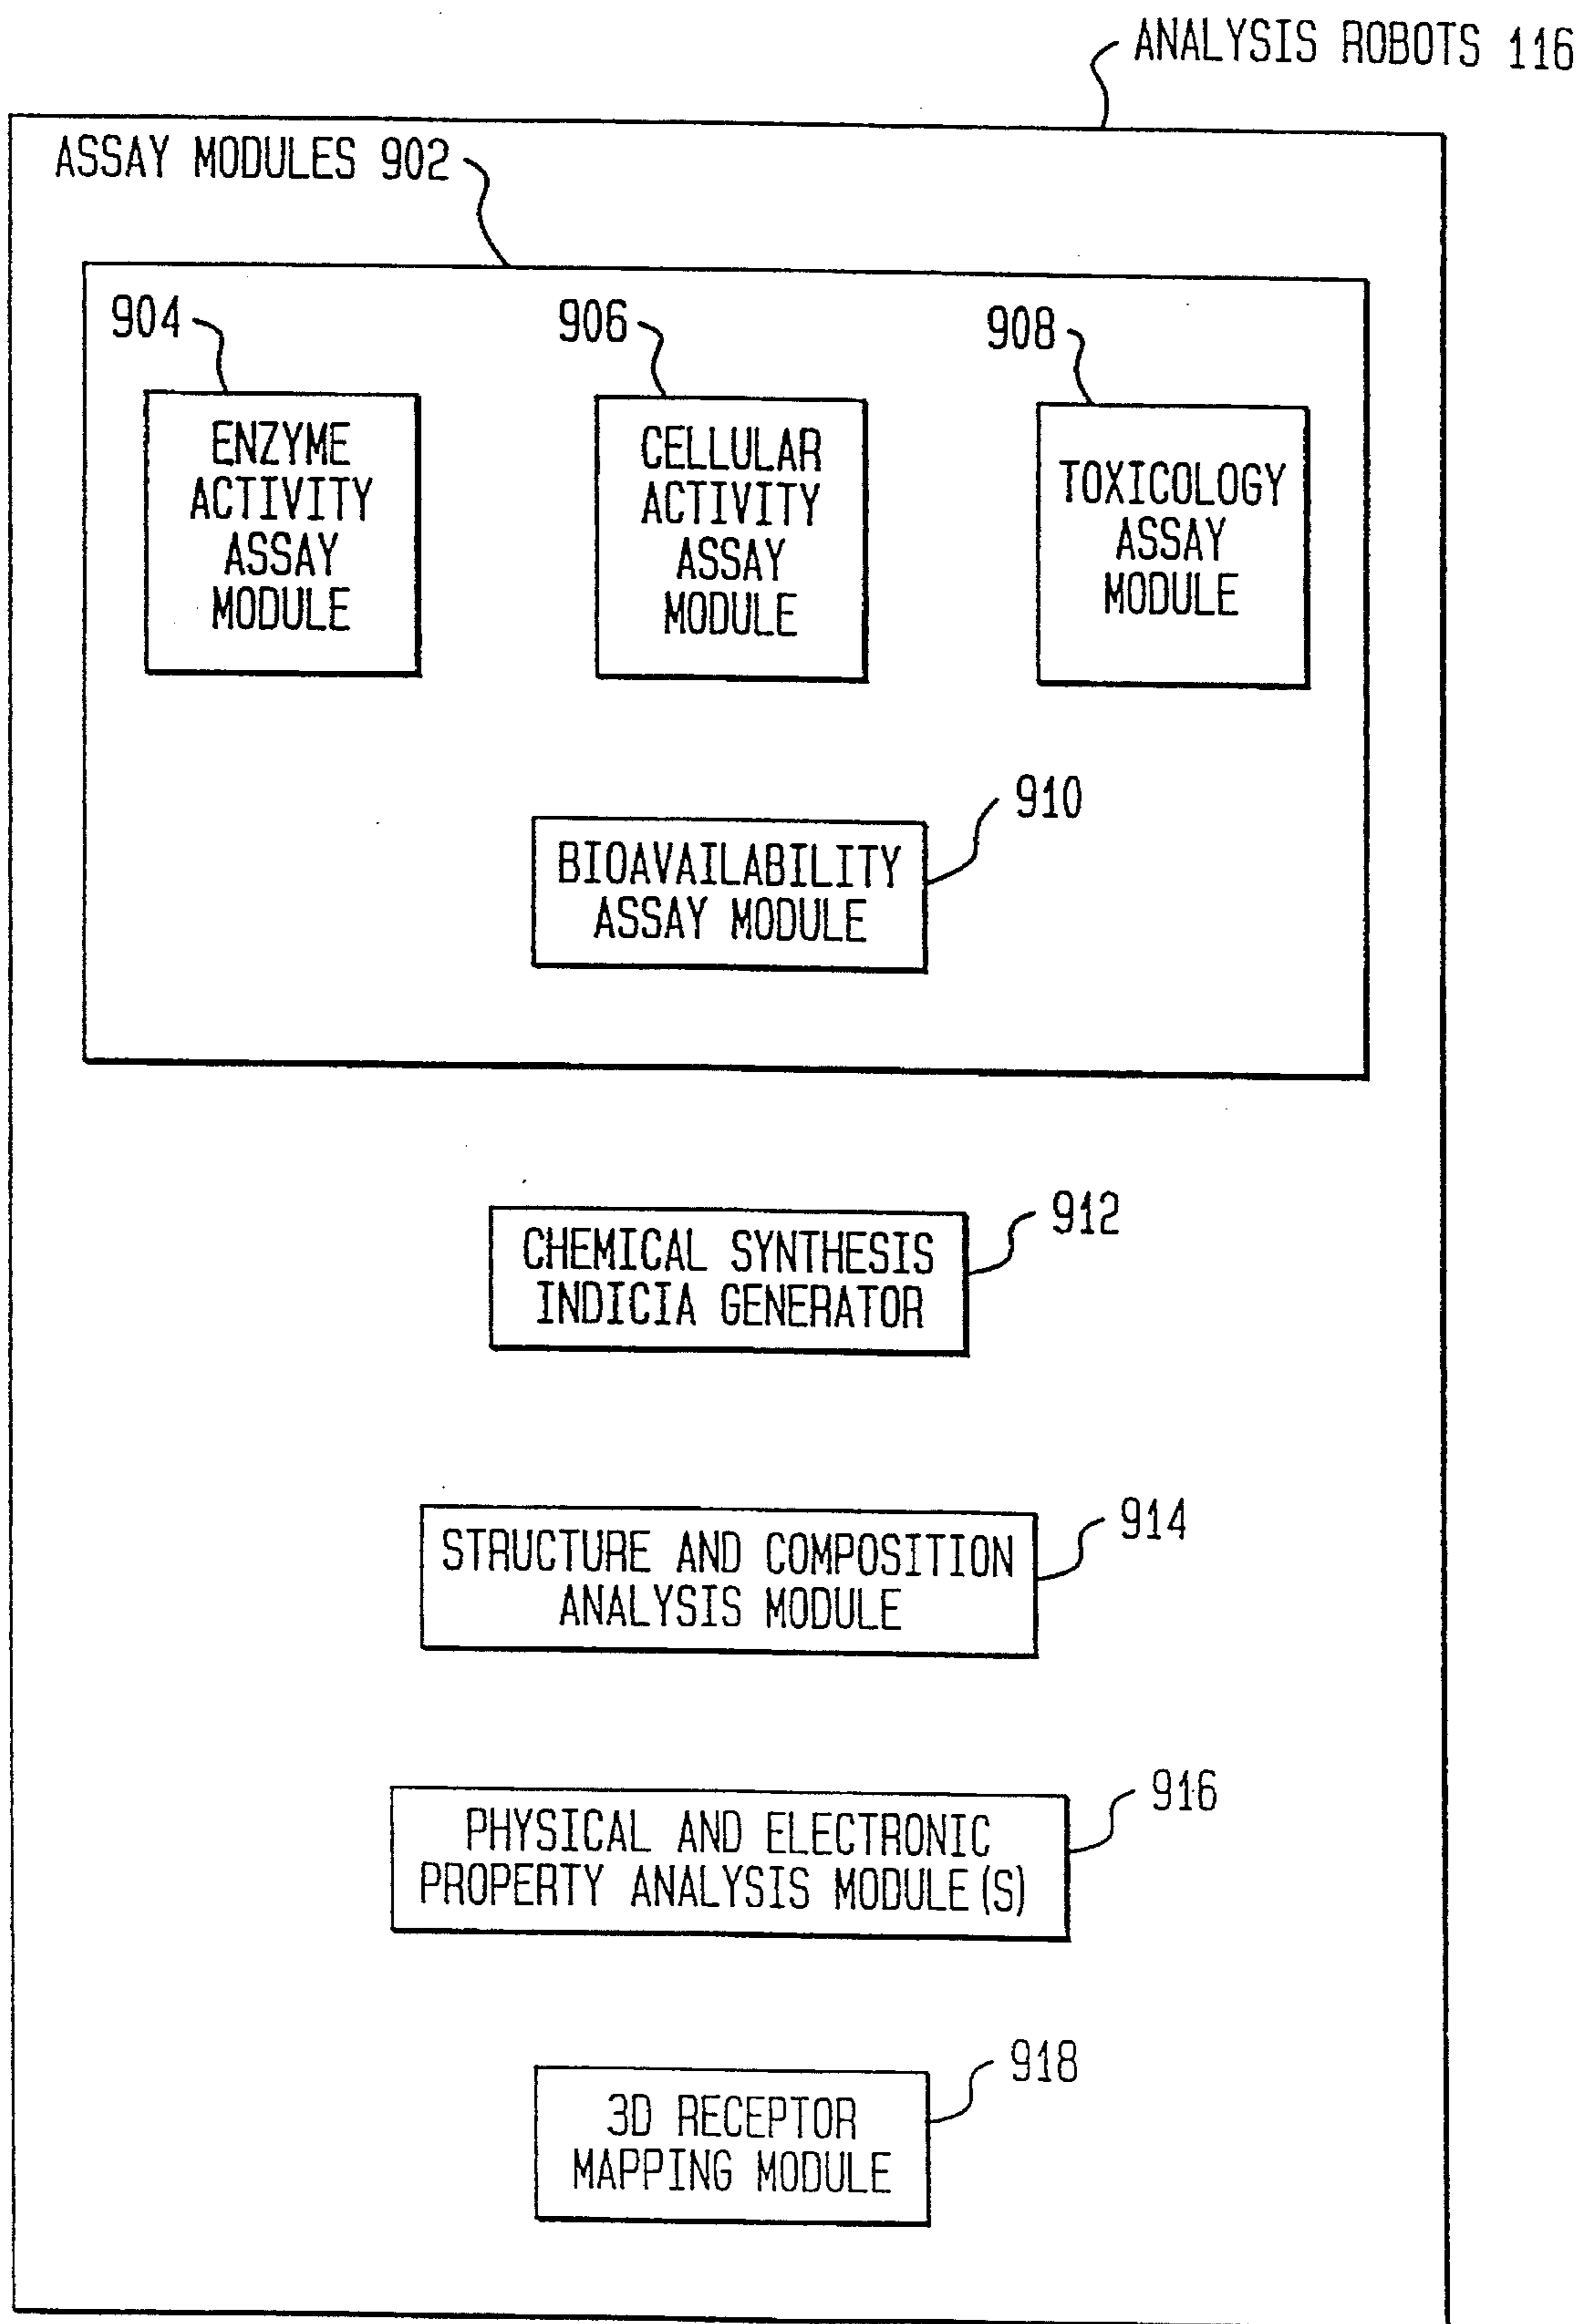 ANALYSIS ROBOTS 116
ASSAY MODULES 902
904
906
908
ENZYME
ACTIVITY
ASSAY
MODULE
CELLULAR
ACTIVITY
ASSAY
MODULE
TOXICOLOGY
ASSAY
MODULE
910
BIOAVAILABILITY
ASSAY MODULE
912
CHEMICAL SYNTHESIS
INDICIA GENERATOR
914
STRUCTURE AND COMPOSITION
ANALYSIS MODULE
916
PHYSICAL AND ELECTRONIC
PROPERTY ANALYSIS MODULE(S)
918
3D RECEPTOR
MAPPING MODULE